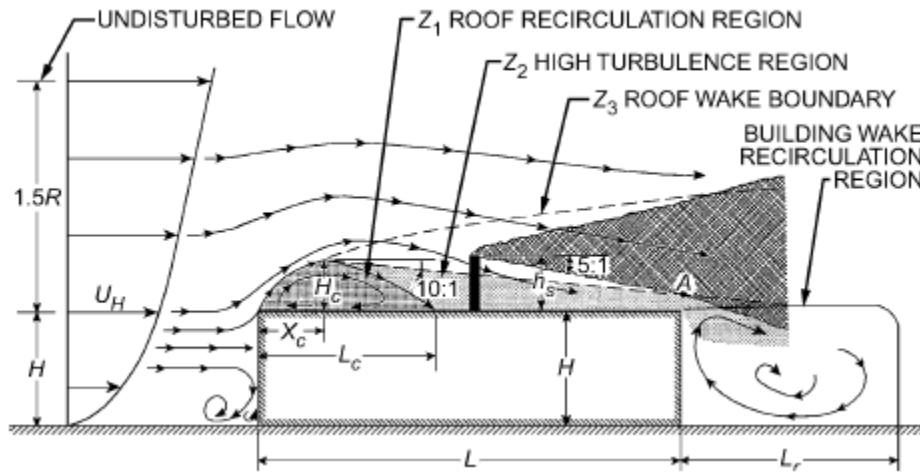 UNDISTURBED FLOW
Z1 ROOF RECIRCULATION REGION
Z2 HIGH TURBULENCE REGION
Z3 ROOF WAKE BOUNDARY
BUILDING WAKE
RECIRCULATION
REGION
1.5R
UH
Hc
10:1
hs
5:1
A
Xc
Lc
H
H
L
Lr